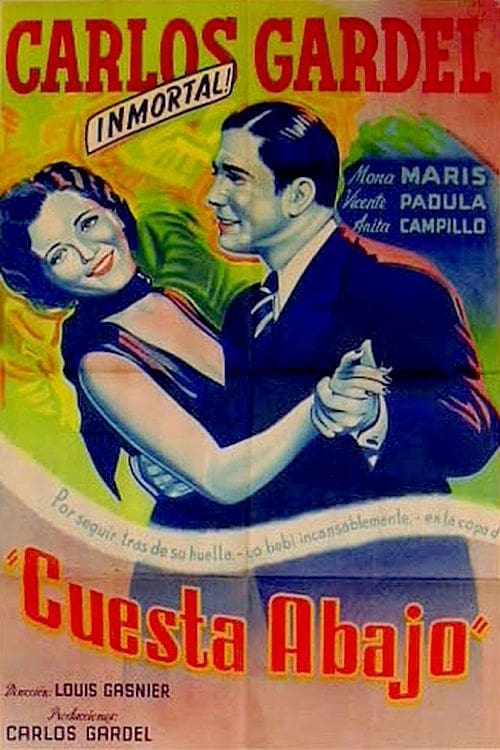 CARLOS GARDEL
INMORTAL!
Mona MARIS
Vicente PADULA
Anita CAMPILLO
Por seguir tras de su huella.- Yo bebí incansablemente.- en la copa d
"Cuesta Abajo"
Dirección: LOUIS GASNIER
Producciones:
CARLOS GARDEL